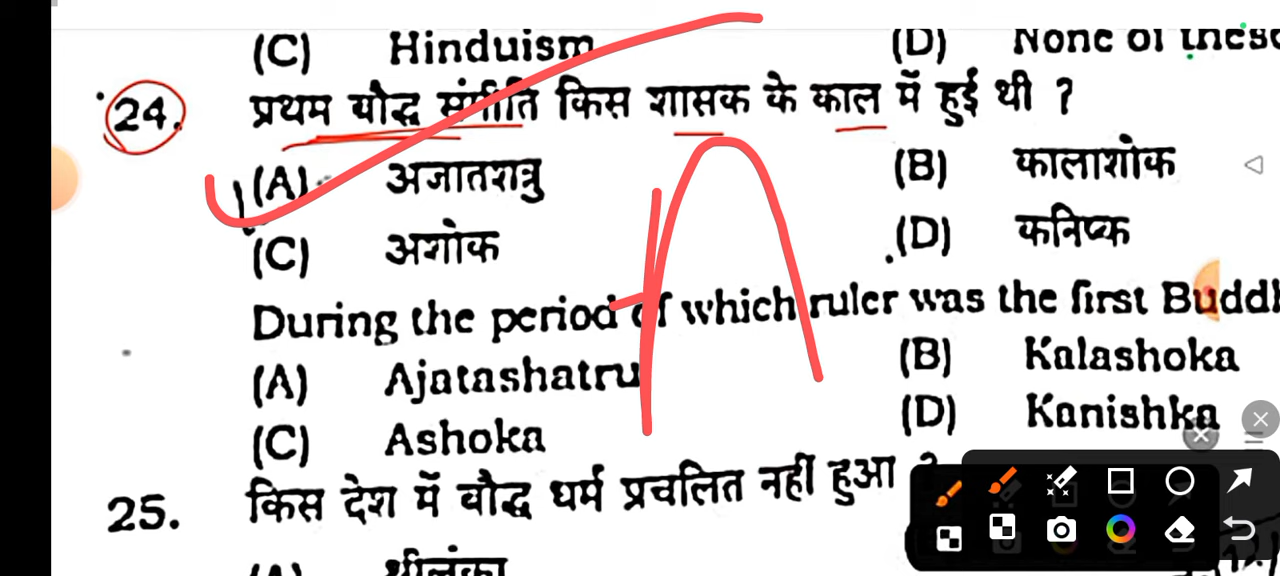 (C) Hinduism (D) None of these
24. प्रथम बौद्ध संगीति किस शासक के काल में हुई थी ?
(A) अजातशत्रु (B) कालाशोक
(C) अशोक (D) कनिष्क
During the period of which ruler was the first Buddh
(A) Ajatashatru (B) Kalashoka
(C) Ashoka (D) Kanishka
25. किस देश में बौद्ध धर्म प्रचलित नहीं हुआ ?
(A) श्रीलंका